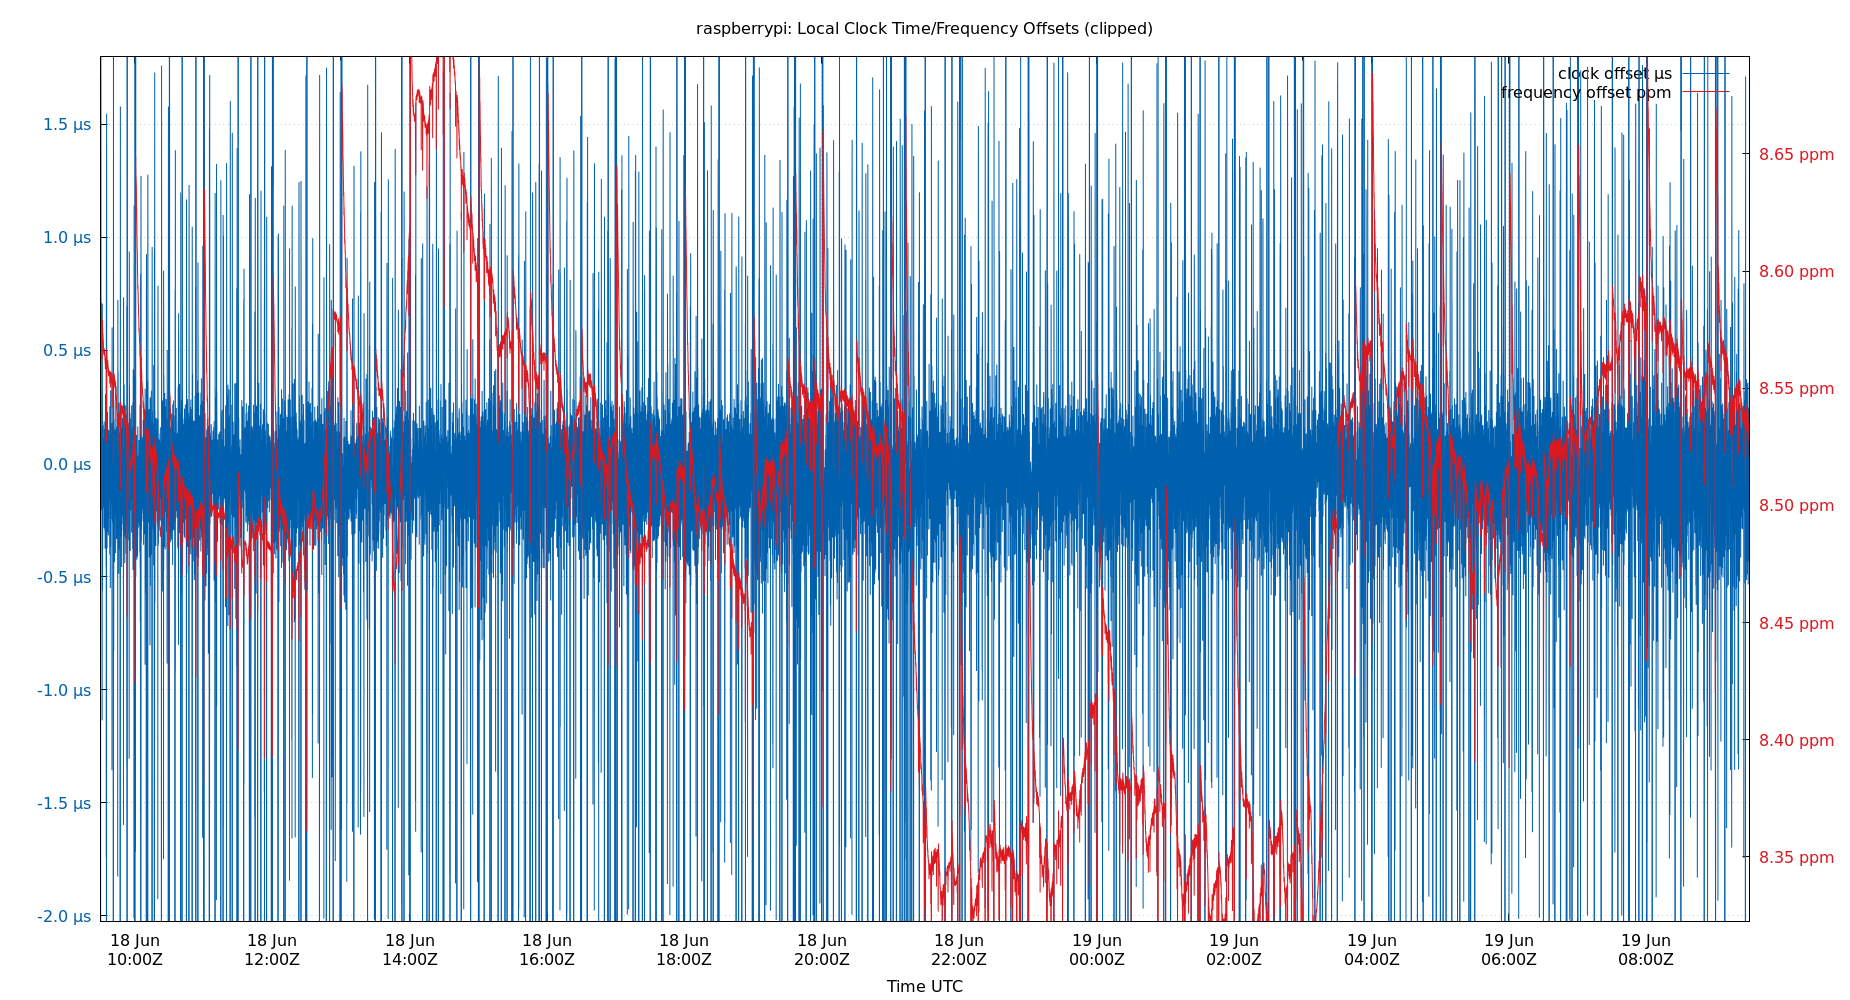 raspberrypi: Local Clock Time/Frequency Offsets (clipped)
clock offset µs
frequency offset ppm
1.5 µs
1.0 µs
0.5 µs
0.0 µs
-0.5 µs
-1.0 µs
-1.5 µs
-2.0 µs
8.65 ppm
8.60 ppm
8.55 ppm
8.50 ppm
8.45 ppm
8.40 ppm
8.35 ppm
18 Jun 18 Jun 18 Jun 18 Jun 18 Jun 18 Jun 18 Jun 19 Jun 19 Jun 19 Jun 19 Jun 19 Jun
10:00Z 12:00Z 14:00Z 16:00Z 18:00Z 20:00Z 22:00Z 00:00Z 02:00Z 04:00Z 06:00Z 08:00Z
Time UTC